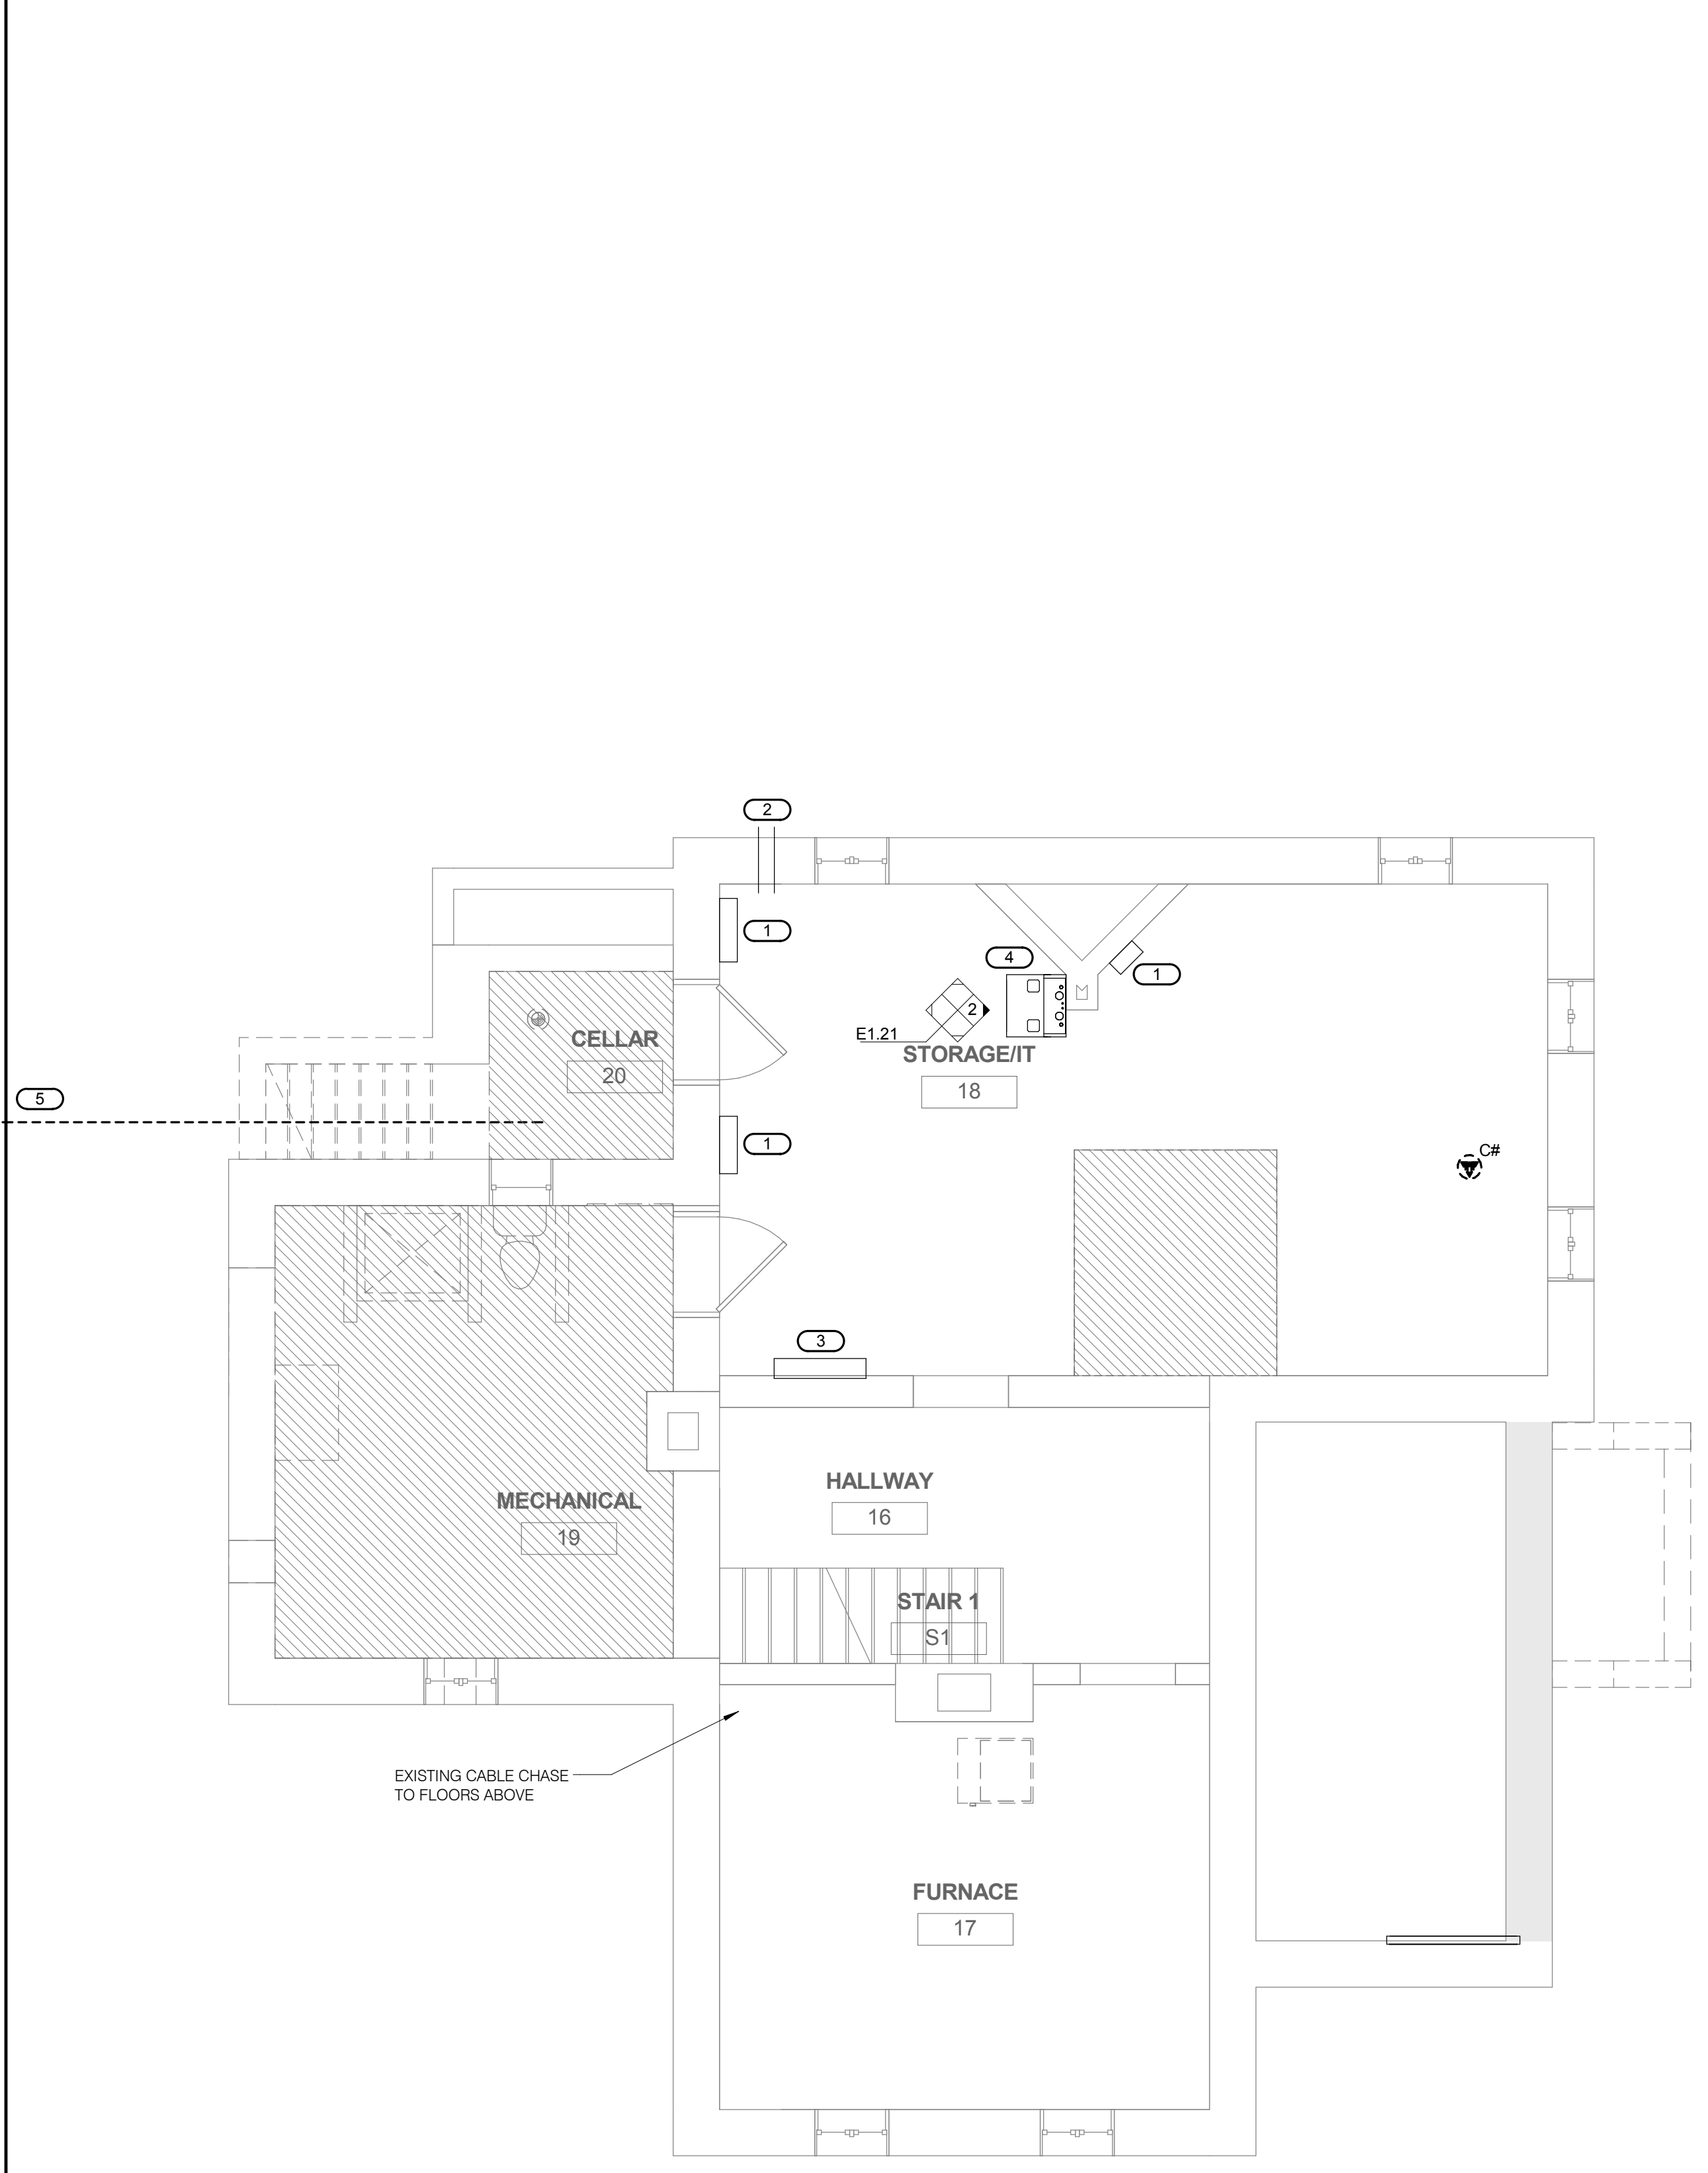 2
1
4
1
2
E1.21
CELLAR
20
STORAGE/IT
18
5
1
C#
3
HALLWAY
16
MECHANICAL
19
STAIR 1
S1
EXISTING CABLE CHASE
TO FLOORS ABOVE
FURNACE
17